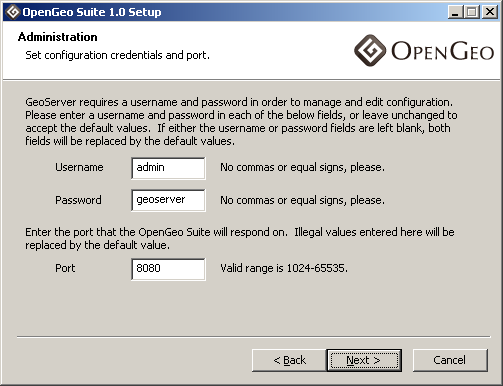 OpenGeo Suite 1.0 Setup
Administration
Set configuration credentials and port.
OPENGEO
GeoServer requires a username and password in order to manage and edit configuration.
Please enter a username and password in each of the below fields, or leave unchanged to
accept the default values.  If either the username or password fields are left blank, both
fields will be replaced by the default values.
Username admin No commas or equal signs, please.
Password geoserver No commas or equal signs, please.
Enter the port that the OpenGeo Suite will respond on.  Illegal values entered here will be
replaced by the default value.
Port 8080 Valid range is 1024-65535.
< Back Next > Cancel